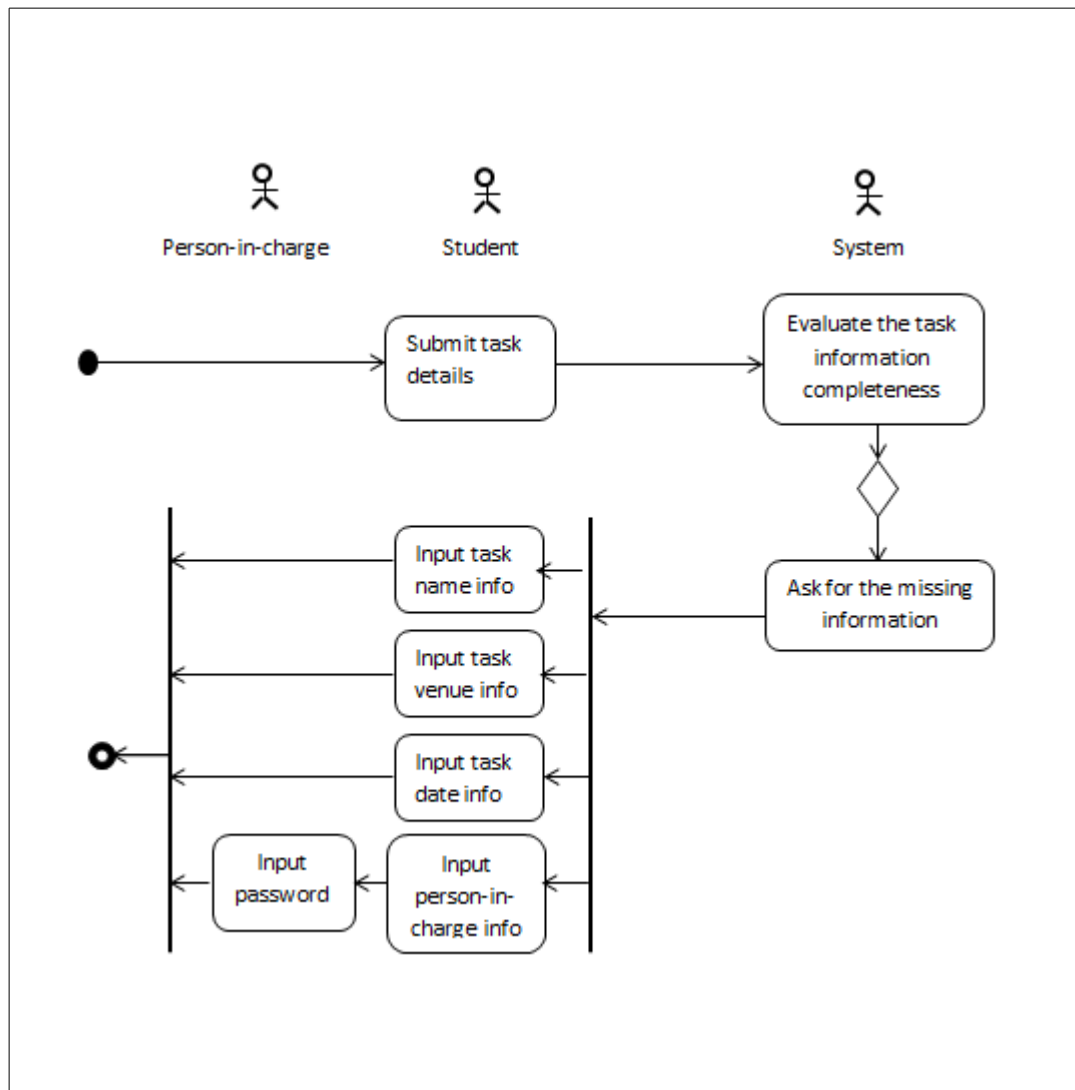 Person-in-charge
Student
System
Submit task
details
Evaluate the task
information
completeness
Input task
name info
Ask for the missing
information
Input task
venue info
Input task
date info
Input
password
Input
person-in-
charge info